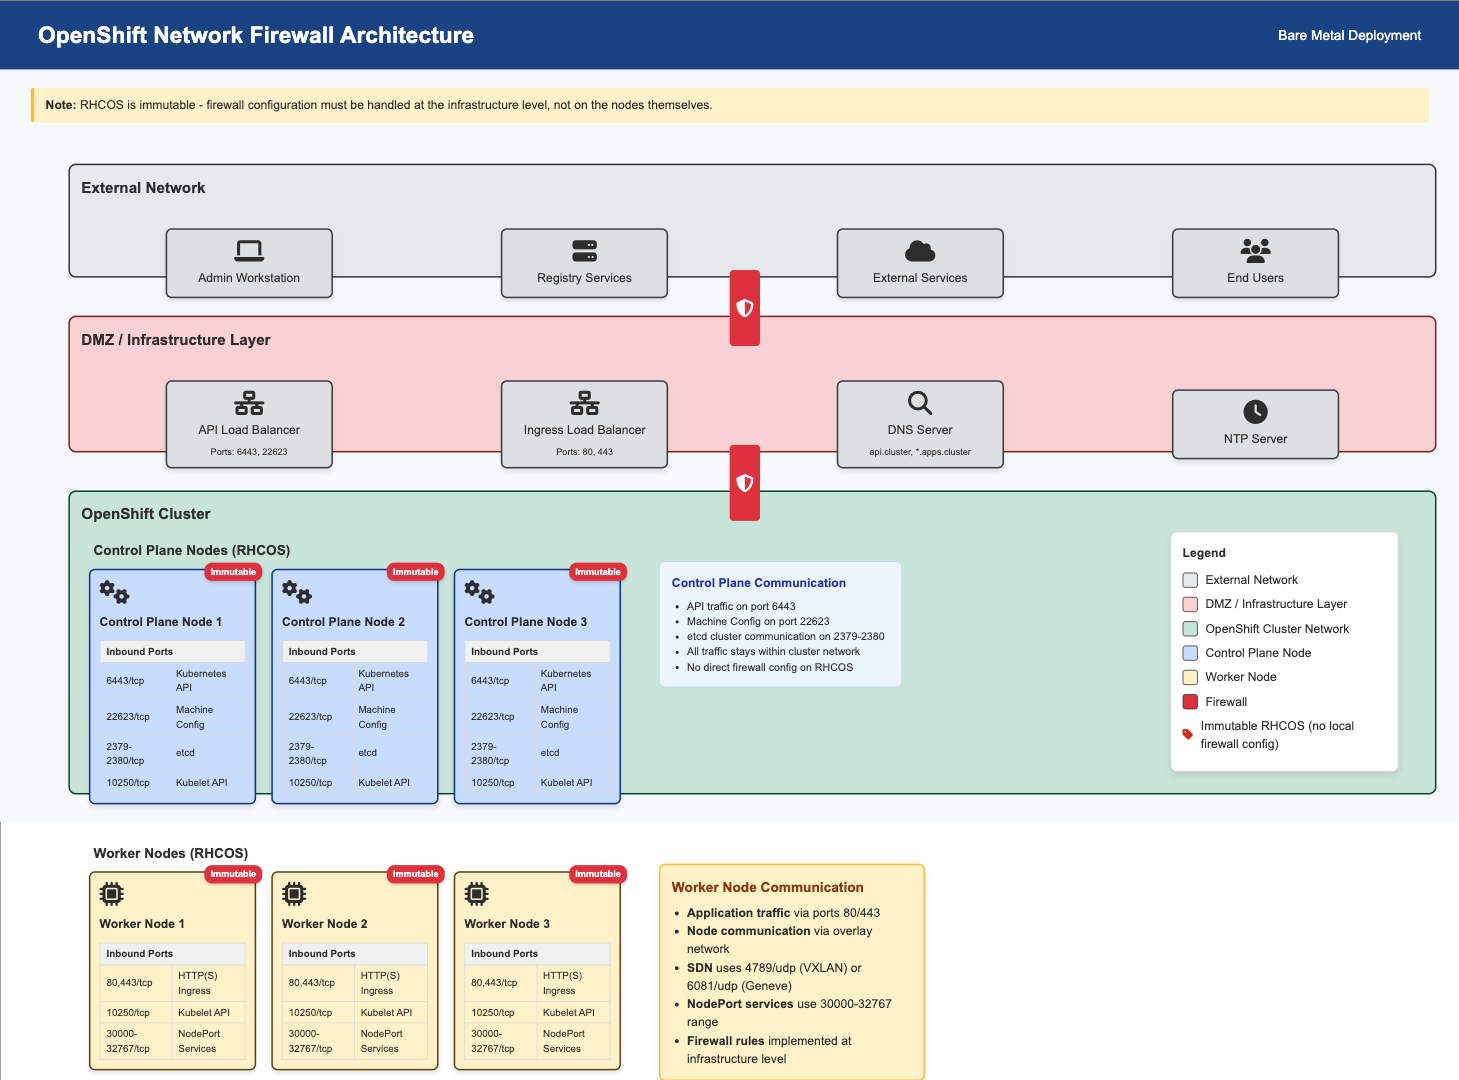 OpenShift Network Firewall Architecture
Bare Metal Deployment
Note: RHCOS is immutable - firewall configuration must be handled at the infrastructure level, not on the nodes themselves.
External Network
Admin Workstation
Registry Services
External Services
End Users
DMZ / Infrastructure Layer
API Load Balancer
Ports: 6443, 22623
Ingress Load Balancer
Ports: 80, 443
DNS Server
api.cluster, *.apps.cluster
NTP Server
OpenShift Cluster
Control Plane Nodes (RHCOS)
Immutable
Control Plane Node 1
Inbound Ports
6443/tcp
Kubernetes
API
22623/tcp
Machine
Config
2379-
2380/tcp
etcd
10250/tcp
Kubelet API
Immutable
Control Plane Node 2
Inbound Ports
6443/tcp
Kubernetes
API
22623/tcp
Machine
Config
2379-
2380/tcp
etcd
10250/tcp
Kubelet API
Immutable
Control Plane Node 3
Inbound Ports
6443/tcp
Kubernetes
API
22623/tcp
Machine
Config
2379-
2380/tcp
etcd
10250/tcp
Kubelet API
Control Plane Communication
• API traffic on port 6443
• Machine Config on port 22623
• etcd cluster communication on 2379-2380
• All traffic stays within cluster network
• No direct firewall config on RHCOS
Legend
External Network
DMZ / Infrastructure Layer
OpenShift Cluster Network
Control Plane Node
Worker Node
Firewall
Immutable RHCOS (no local
firewall config)
Worker Nodes (RHCOS)
Immutable
Worker Node 1
Inbound Ports
80,443/tcp
HTTP(S)
Ingress
10250/tcp
Kubelet API
30000-
32767/tcp
NodePort
Services
Immutable
Worker Node 2
Inbound Ports
80,443/tcp
HTTP(S)
Ingress
10250/tcp
Kubelet API
30000-
32767/tcp
NodePort
Services
Immutable
Worker Node 3
Inbound Ports
80,443/tcp
HTTP(S)
Ingress
10250/tcp
Kubelet API
30000-
32767/tcp
NodePort
Services
Worker Node Communication
• Application traffic via ports 80/443
• Node communication via overlay
network
• SDN uses 4789/udp (VXLAN) or
6081/udp (Geneve)
• NodePort services use 30000-32767
range
• Firewall rules implemented at
infrastructure level